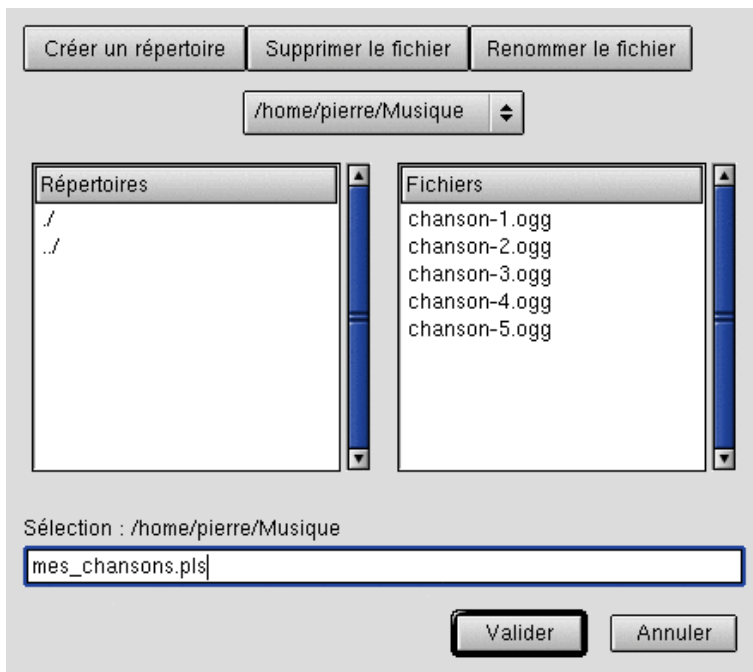 Créer un répertoire Supprimer le fichier Renommer le fichier
/home/pierre/Musique
Répertoires
./
../
Fichiers
chanson-1.ogg
chanson-2.ogg
chanson-3.ogg
chanson-4.ogg
chanson-5.ogg
Sélection : /home/pierre/Musique
mes_chansons.pls
Valider Annuler